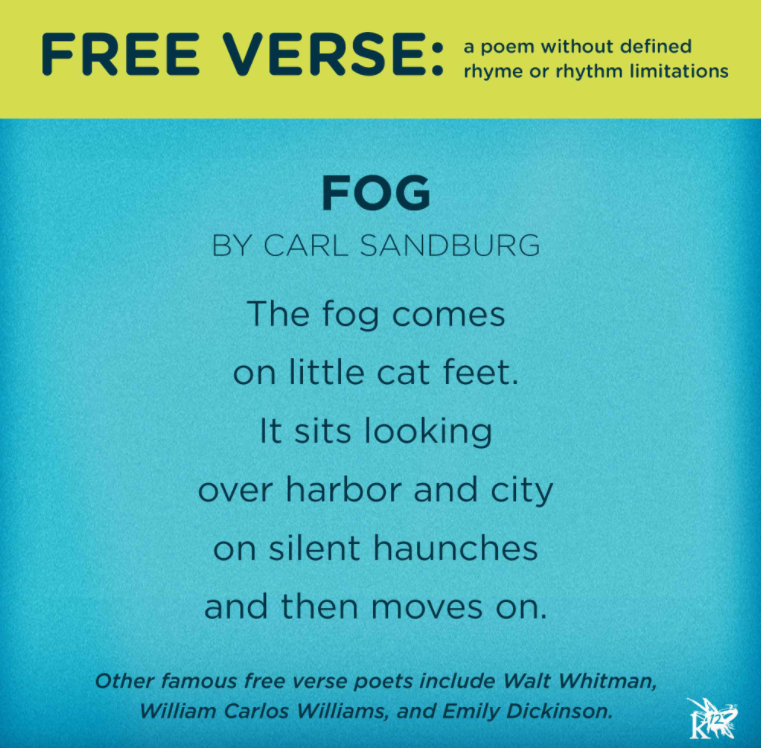 FREE VERSE: a poem without defined
rhyme or rhythm limitations
FOG
BY CARL SANDBURG
The fog comes
on little cat feet.
It sits looking
over harbor and city
on silent haunches
and then moves on.
Other famous free verse poets include Walt Whitman,
William Carlos Williams, and Emily Dickinson.
K12